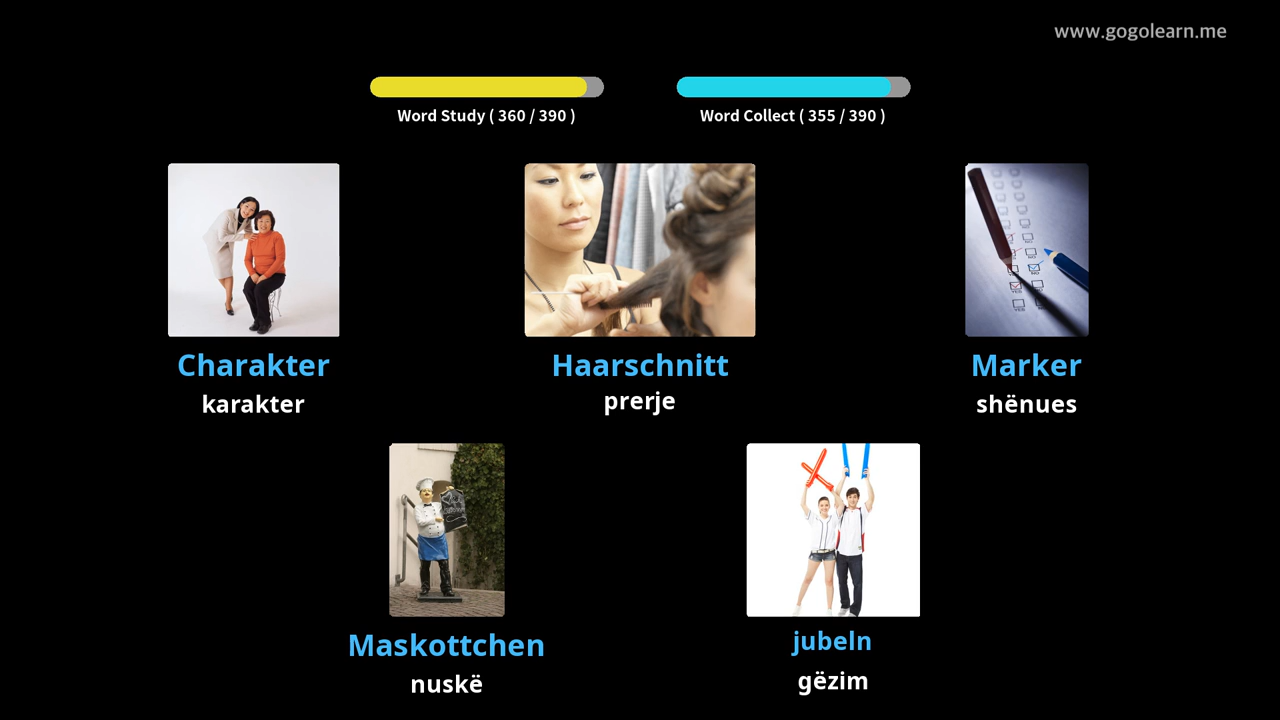 www.gogolearn.me
Word Study ( 360 / 390 )
Word Collect ( 355 / 390 )
Charakter
karakter
Haarschnitt
prerje
Marker
shënues
Maskottchen
nuskë
jubeln
gëzim